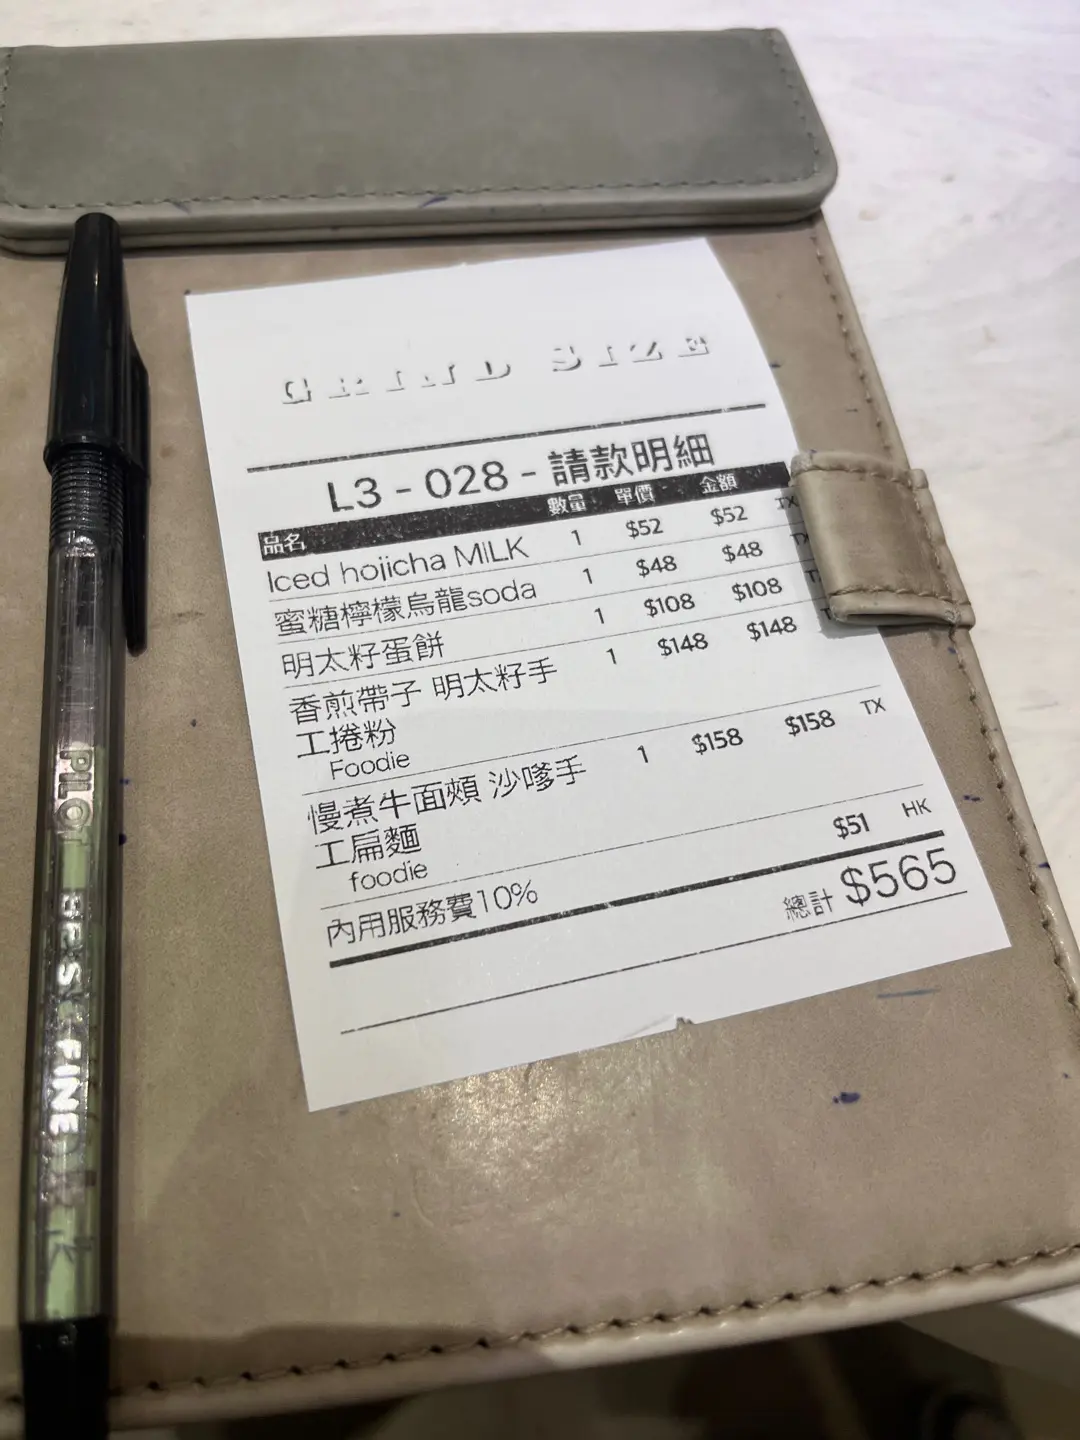 GRIND SIZE
L3 - 028 - 請款明細
品名 數量 單價 金額
Iced hojicha MiLK 1 $52 $52 TX
蜜糖檸檬烏龍soda 1 $48 $48
明太籽蛋餅 1 $108 $108
香煎帶子 明太籽手 1 $148 $148
工捲粉
Foodie
慢煮牛面頰 沙嗲手 1 $158 $158 TX
工扁麵
foodie
內用服務費10% $51 HK
總計 $565
PILOT
BPS FINE